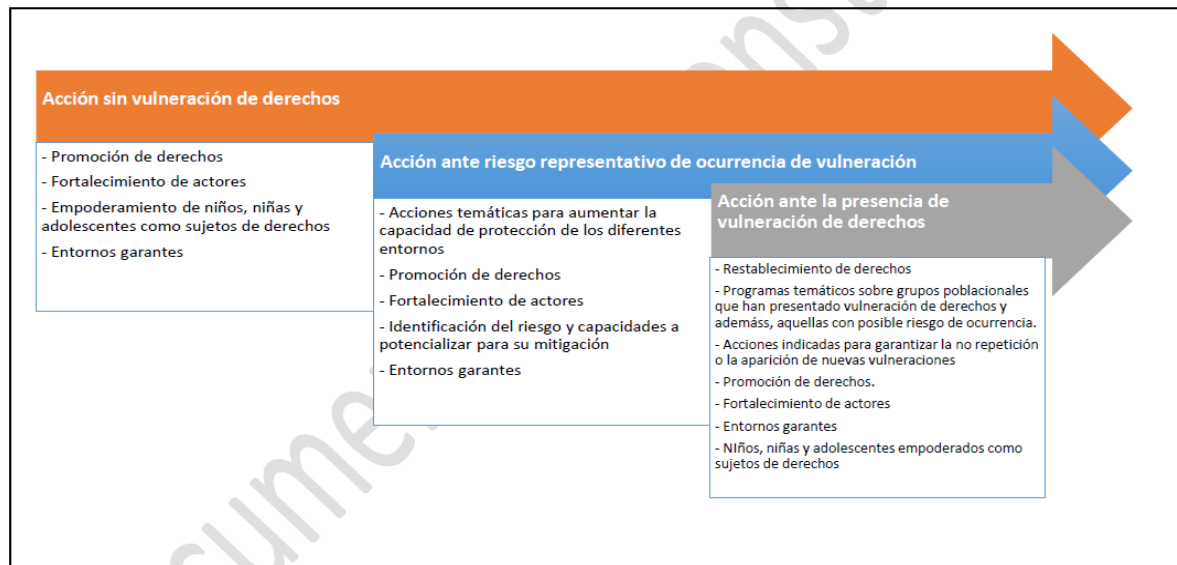 Acción sin vulneración de derechos
- Promoción de derechos
- Fortalecimiento de actores
- Empoderamiento de niños, niñas y
adolescentes como sujetos de derechos
- Entornos garantes
Acción ante riesgo representativo de ocurrencia de vulneración
- Acciones temáticas para aumentar la
capacidad de protección de los diferentes
entornos
- Promoción de derechos
- Fortalecimiento de actores
- Identificación del riesgo y capacidades a
potencializar para su mitigación
- Entornos garantes
Acción ante la presencia de
vulneración de derechos
- Restablecimiento de derechos
- Programas temáticos sobre grupos poblacionales
que han presentado vulneración de derechos y
ademáss, aquellas con posible riesgo de ocurrencia.
- Acciones indicadas para garantizar la no repetición
o la aparición de nuevas vulneraciones
- Promoción de derechos.
- Fortalecimiento de actores
- Entornos garantes
- NIños, niñas y adolescentes empoderados como
sujetos de derechos